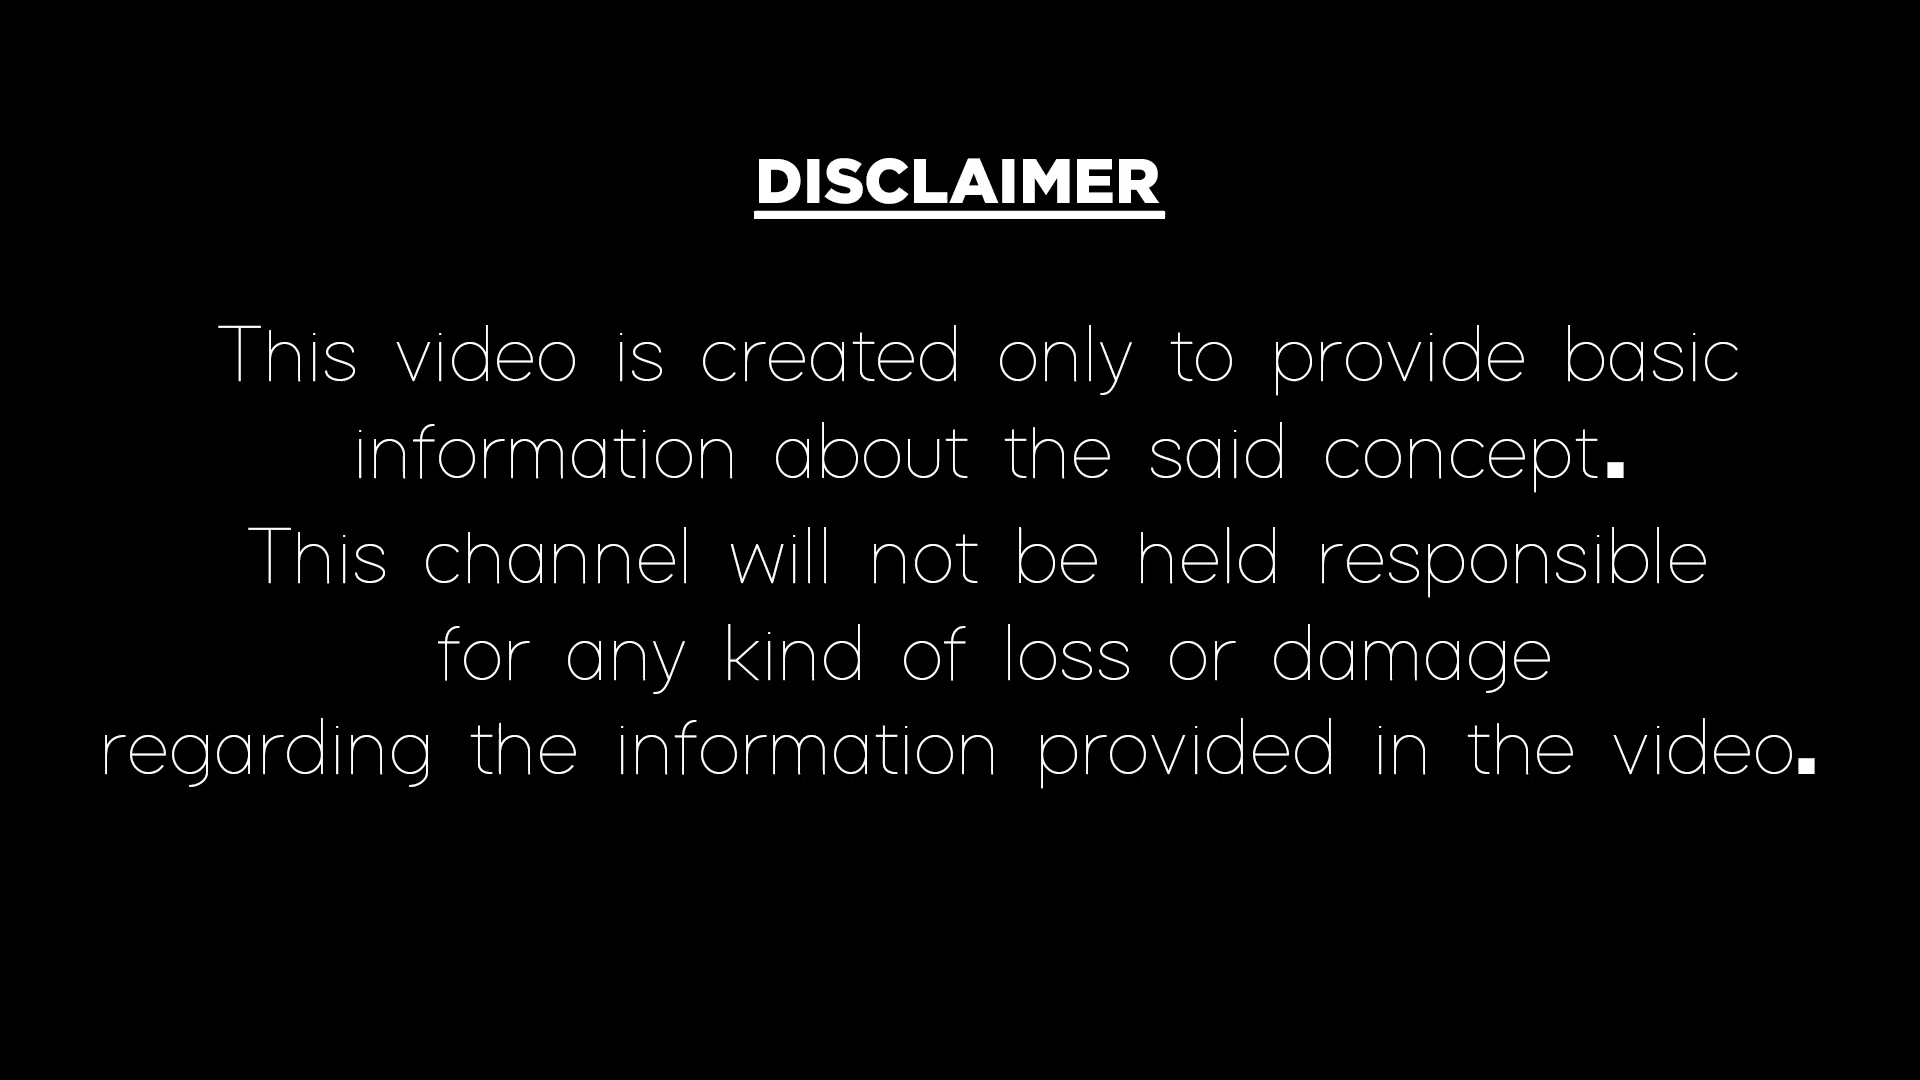 DISCLAIMER
This video is created only to provide basic
information about the said concept.
This channel will not be held responsible
for any kind of loss or damage
regarding the information provided in the video.